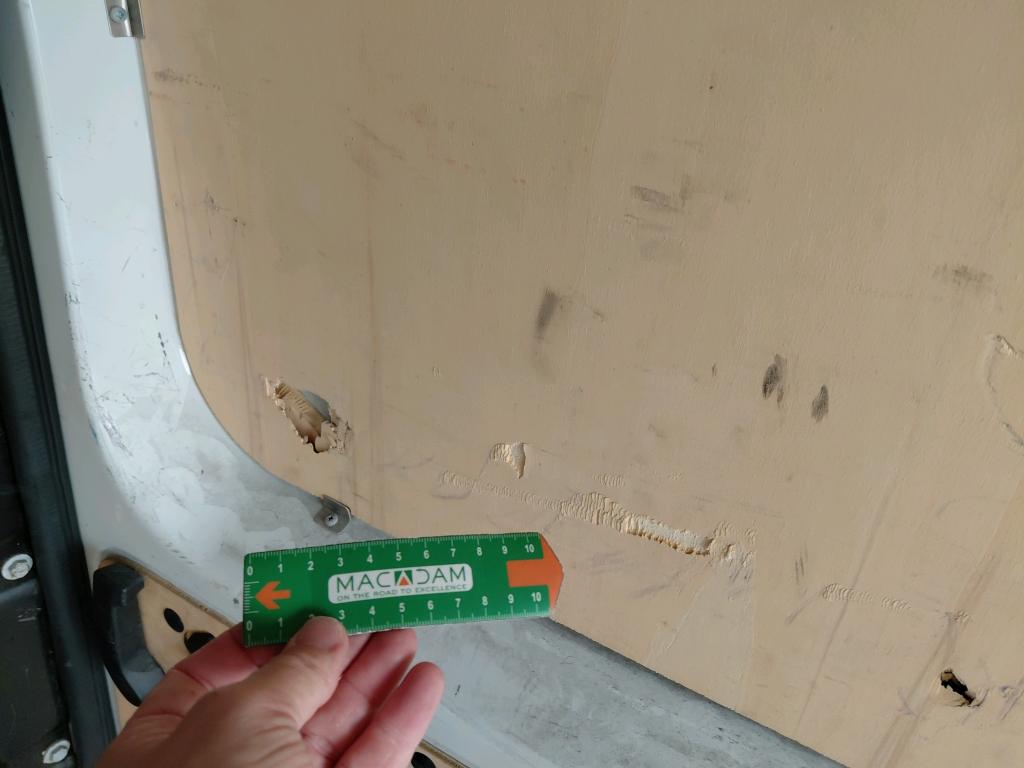 0 1 2 3 4 5 6 7 8 9 10
MACADAM
ON THE ROAD TO EXCELLENCE
0 1 3 4 5 6 7 8 9 10